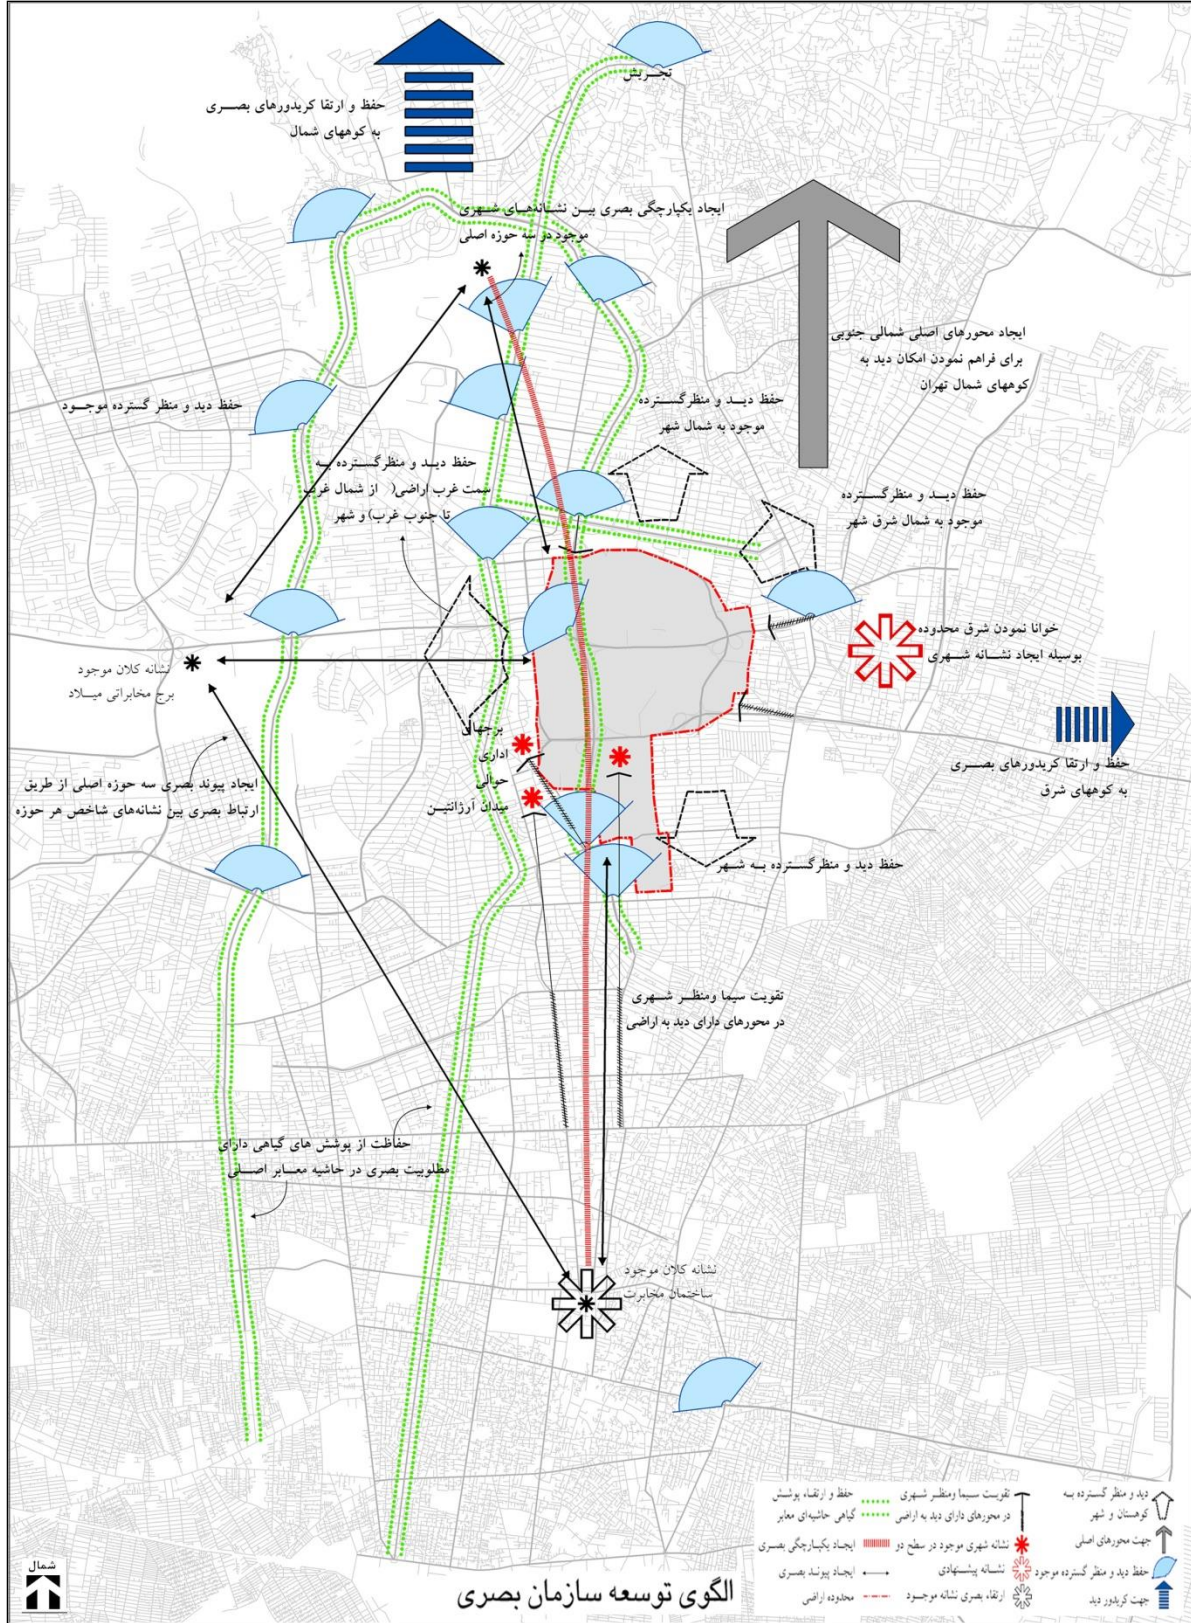 تجریش
حفظ و ارتقا کریدورهای بصری
به کوههای شمال
ایجاد یکپارچگی بصری بین نشانه‌های شهری
موجود در سه حوزه اصلی
ایجاد محورهای اصلی شمالی جنوبی
برای فراهم نمودن امکان دید به
کوههای شمال تهران
حفظ دید و منظر گسترده موجود
حفظ دید و منظرگسترده
موجود به شمال شهر
حفظ دید و منظرگسترده به
سمت غرب اراضی( از شمال غرب
تا جنوب غرب) و شهر
حفظ دید و منظرگسترده
موجود به شمال شرق شهر
خوانا نمودن شرق محدوده
بوسیله ایجاد نشانه شهری
نشانه کلان موجود
برج مخابراتی میلاد
برجهای
اداری
حوالی
میدان آرژانتین
حفظ و ارتقا کریدورهای بصری
به کوههای شرق
ایجاد پیوند بصری سه حوزه اصلی از طریق
ارتباط بصری بین نشانه‌های شاخص هر حوزه
حفظ دید و منظرگسترده به شهر
تقویت سیما ومنظر شهری
در محورهای دارای دید به اراضی
حفاظت از پوشش های گیاهی دارای
مطلوبیت بصری در حاشیه معابر اصلی
نشانه کلان موجود
ساختمان مخابرت
دید و منظر گسترده به
کوهستان و شهر
جهت محورهای اصلی
حفظ دید و منظر گسترده موجود
جهت کریدور دید
تقویت سیما ومنظر شهری
در محورهای دارای دید به اراضی
نشانه شهری موجود در سطح دو
نشانه پیشنهادی
ارتقاء بصری نشانه موجود
حفظ و ارتقاء پوشش
گیاهی حاشیه‌ای معابر
ایجاد یکپارچگی بصری
ایجاد پیوند بصری
محدوده اراضی
الگوی توسعه سازمان بصری
شمال